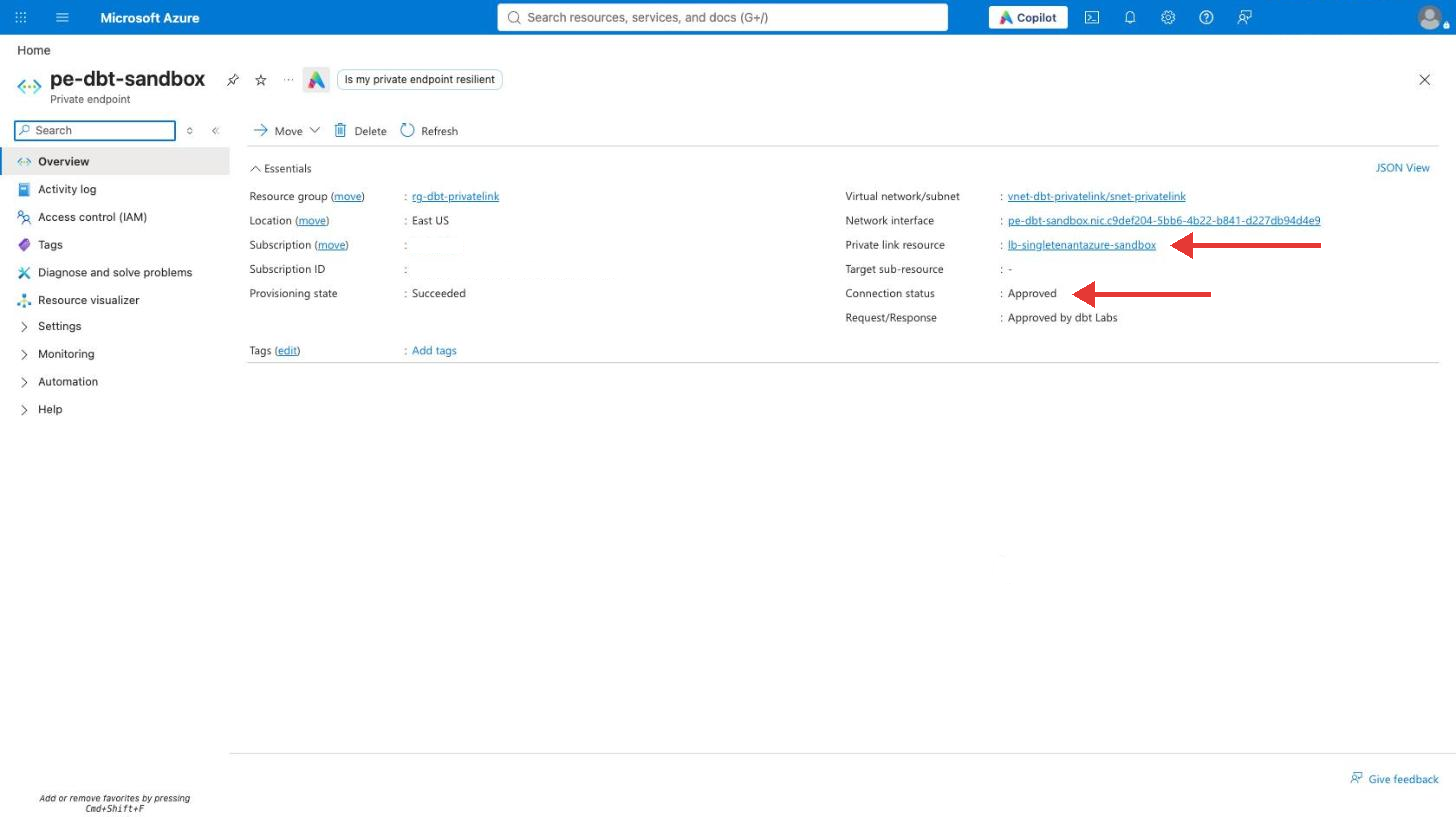 Microsoft Azure
Search resources, services, and docs (G+/)
Copilot
Home
pe-dbt-sandbox
Is my private endpoint resilient
Private endpoint
Search
Move
Delete
Refresh
Overview
Activity log
Access control (IAM)
Tags
Diagnose and solve problems
Resource visualizer
Settings
Monitoring
Automation
Help
Essentials
JSON View
Resource group (move) : rg-dbt-privatelink
Location (move) : East US
Subscription (move) :
Subscription ID :
Provisioning state : Succeeded
Virtual network/subnet : vnet-dbt-privatelink/snet-privatelink
Network interface : pe-dbt-sandbox.nic.c9def204-5bb6-4b22-b841-d227db94d4e9
Private link resource : lb-singletenantazure-sandbox
Target sub-resource : -
Connection status : Approved
Request/Response : Approved by dbt Labs
Tags (edit) : Add tags
Give feedback
Add or remove favorites by pressing
Cmd+Shift+F